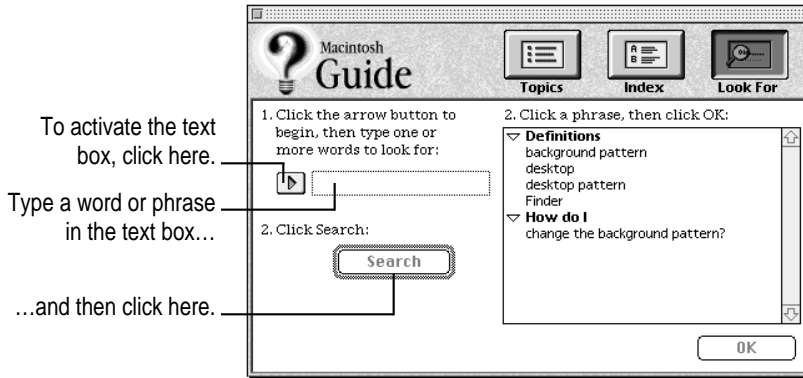 Macintosh
Guide
Topics
Index
Look For
To activate the text
box, click here.
Type a word or phrase
in the text box…
…and then click here.
1. Click the arrow button to
begin, then type one or
more words to look for:
2. Click Search:
Search
2. Click a phrase, then click OK:
Definitions
background pattern
desktop
desktop pattern
Finder
How do I
change the background pattern?
OK